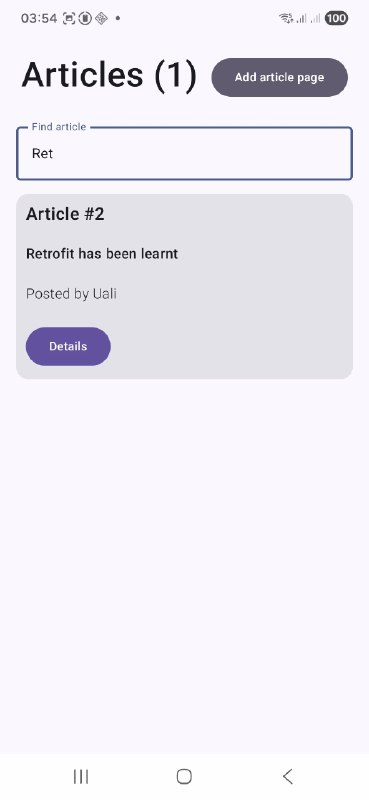 03:54
100
Articles (1)
Add article page
Find article
Ret
Article #2
Retrofit has been learnt
Posted by Uali
Details